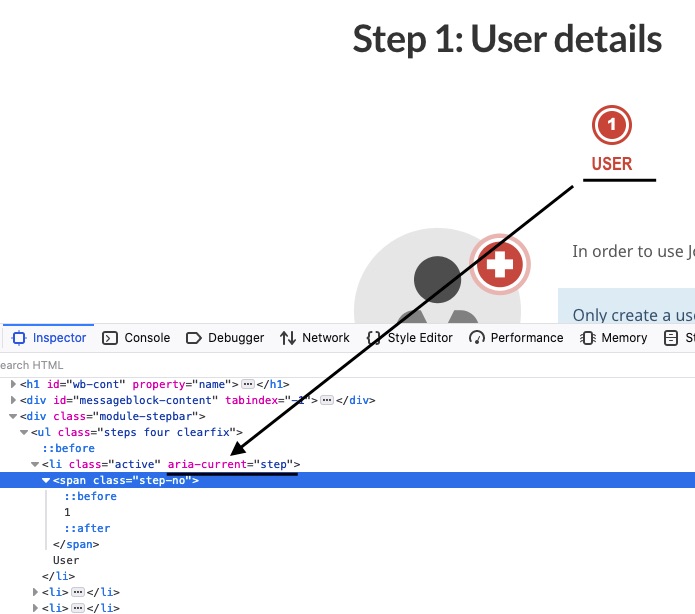 Step 1: User details
1
USER
In order to use J
Only create a us
Inspector Console Debugger Network Style Editor Performance Memory St
earch HTML
<h1 id="wb-cont" property="name"> ··· </h1>
<div id="messageblock-content" tabindex="-1"> ··· </div>
<div class="module-stepbar">
<ul class="steps four clearfix">
::before
<li class="active" aria-current="step">
<span class="step-no">
::before
1
::after
</span>
User
</li>
<li> ··· </li>
<li> ··· </li>